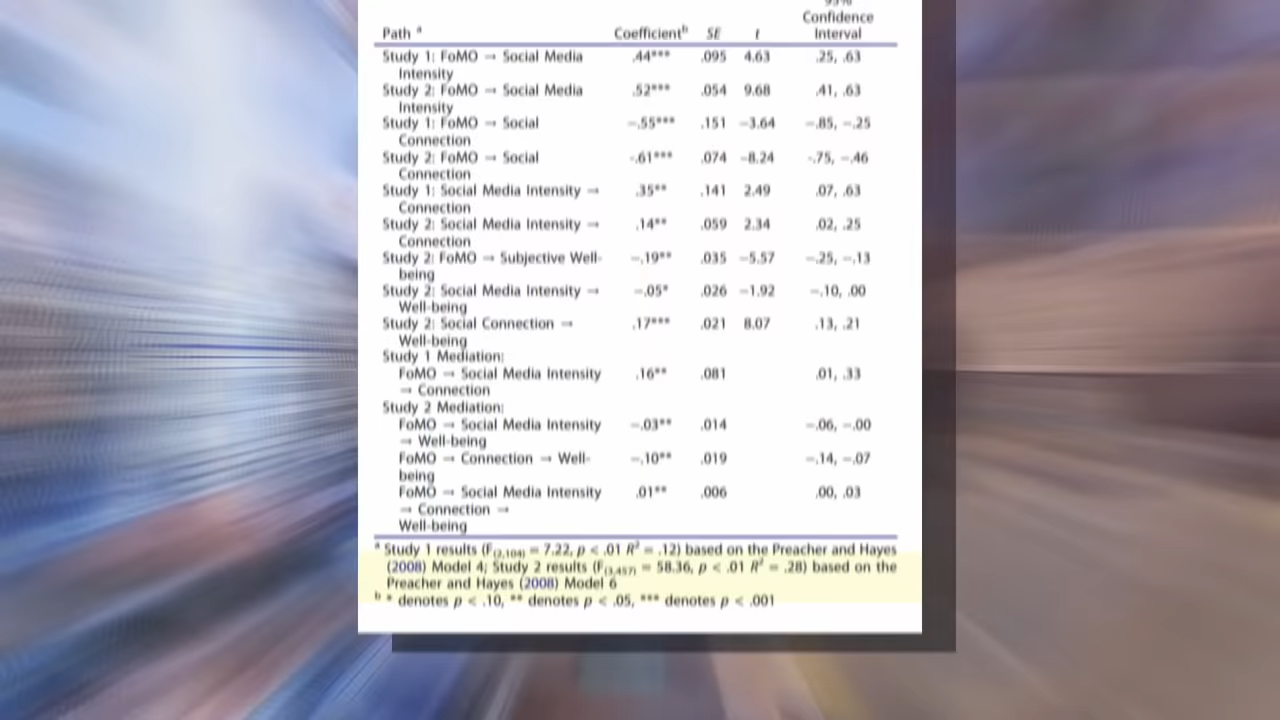 95%
Confidence
Path ᵃ Coefficientᵇ SE t Interval
Study 1: FoMO → Social Media .44*** .095 4.63 .25, .63
Intensity
Study 2: FoMO → Social Media .52*** .054 9.68 .41, .63
Intensity
Study 1: FoMO → Social −.55*** .151 −3.64 −.85, −.25
Connection
Study 2: FoMO → Social -.61*** .074 −8.24 -.75, −.46
Connection
Study 1: Social Media Intensity → .35** .141 2.49 .07, .63
Connection
Study 2: Social Media Intensity → .14** .059 2.34 .02, .25
Connection
Study 2: FoMO → Subjective Well- −.19** .035 −5.57 −.25, −.13
being
Study 2: Social Media Intensity → −.05* .026 −1.92 −.10, .00
Well-being
Study 2: Social Connection → .17*** .021 8.07 .13, .21
Well-being
Study 1 Mediation:
FoMO → Social Media Intensity .16** .081 .01, .33
→ Connection
Study 2 Mediation:
FoMO → Social Media Intensity −.03** .014 −.06, −.00
→ Well-being
FoMO → Connection → Well- −.10** .019 −.14, −.07
being
FoMO → Social Media Intensity .01** .006 .00, .03
→ Connection →
Well-being
ᵃ Study 1 results (F(2,104) = 7.22, p < .01 R² = .12) based on the Preacher and Hayes
(2008) Model 4; Study 2 results (F(3,457) = 58.36, p < .01 R² = .28) based on the
Preacher and Hayes (2008) Model 6
ᵇ * denotes p < .10, ** denotes p < .05, *** denotes p < .001